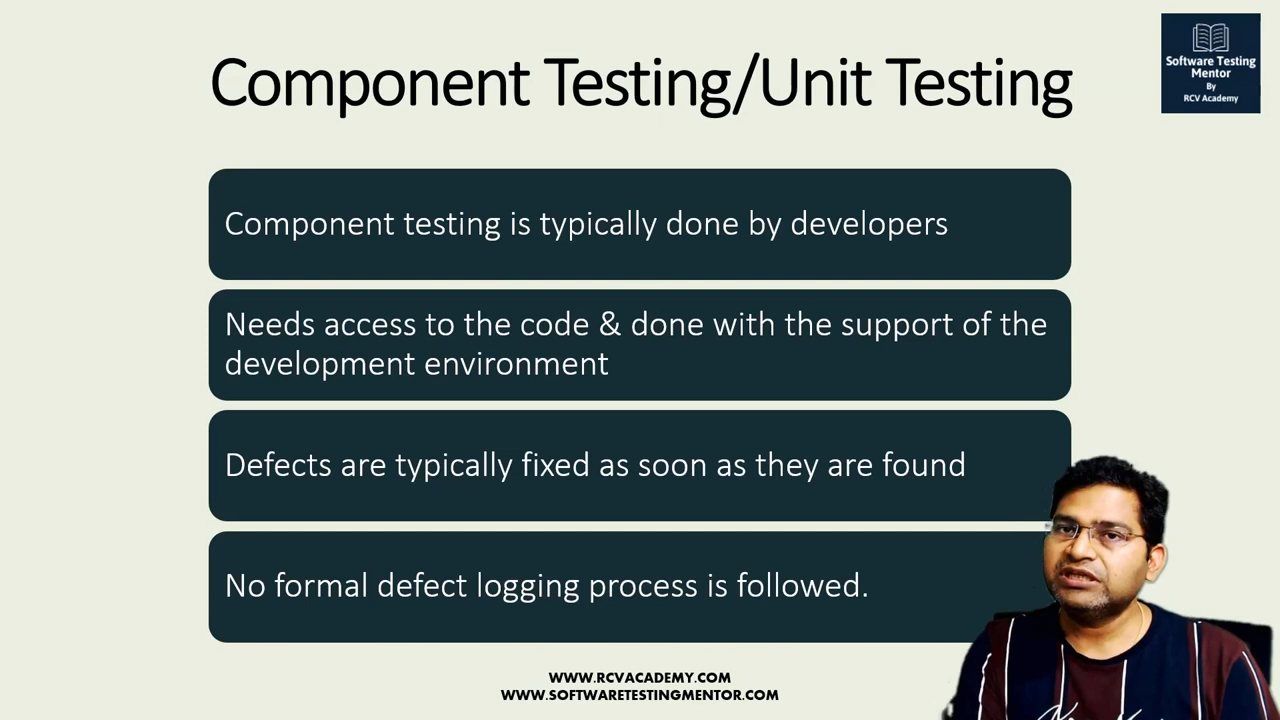 Component Testing/Unit Testing
Software Testing
Mentor
By
RCV Academy
Component testing is typically done by developers
Needs access to the code & done with the support of the
development environment
Defects are typically fixed as soon as they are found
No formal defect logging process is followed.
WWW.RCVACADEMY.COM
WWW.SOFTWARETESTINGMENTOR.COM